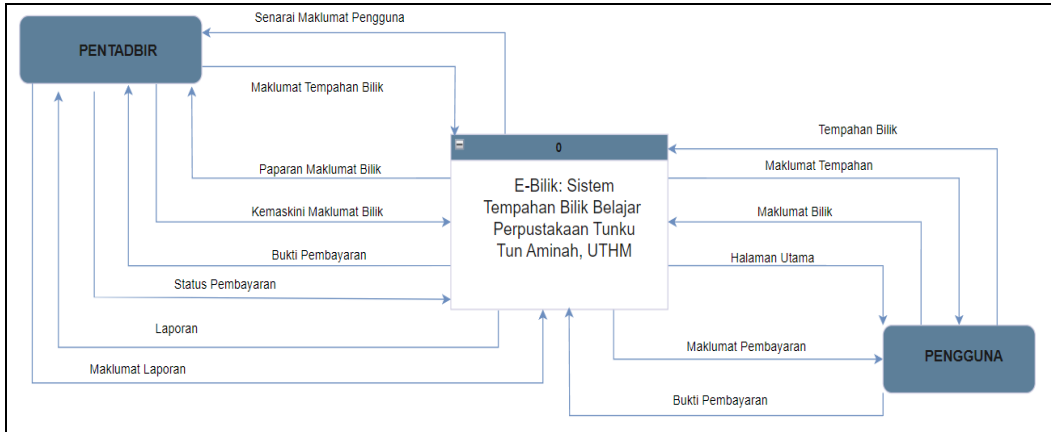 Senarai Maklumat Pengguna
PENTADBIR
Maklumat Tempahan Bilik
Tempahan Bilik
0
Paparan Maklumat Bilik
Maklumat Tempahan
E-Bilik: Sistem
Tempahan Bilik Belajar
Perpustakaan Tunku
Tun Aminah, UTHM
Kemaskini Maklumat Bilik
Maklumat Bilik
Bukti Pembayaran
Halaman Utama
Status Pembayaran
Laporan
Maklumat Pembayaran
PENGGUNA
Maklumat Laporan
Bukti Pembayaran